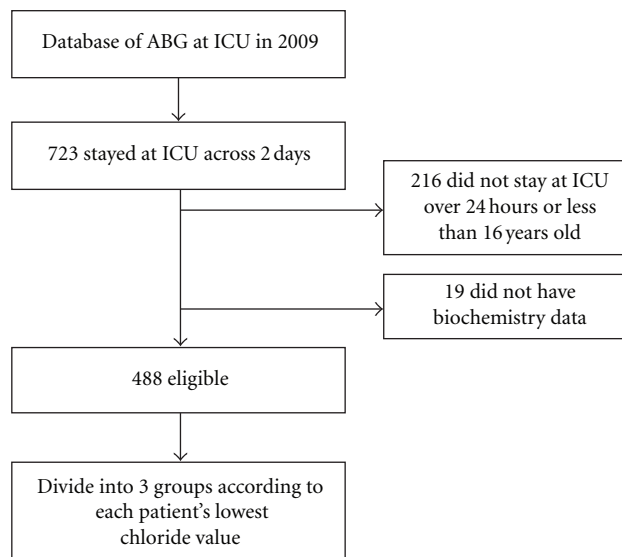 Database of ABG at ICU in 2009
723 stayed at ICU across 2 days
216 did not stay at ICU
over 24 hours or less
than 16 years old
19 did not have
biochemistry data
488 eligible
Divide into 3 groups according to
each patient's lowest
chloride value